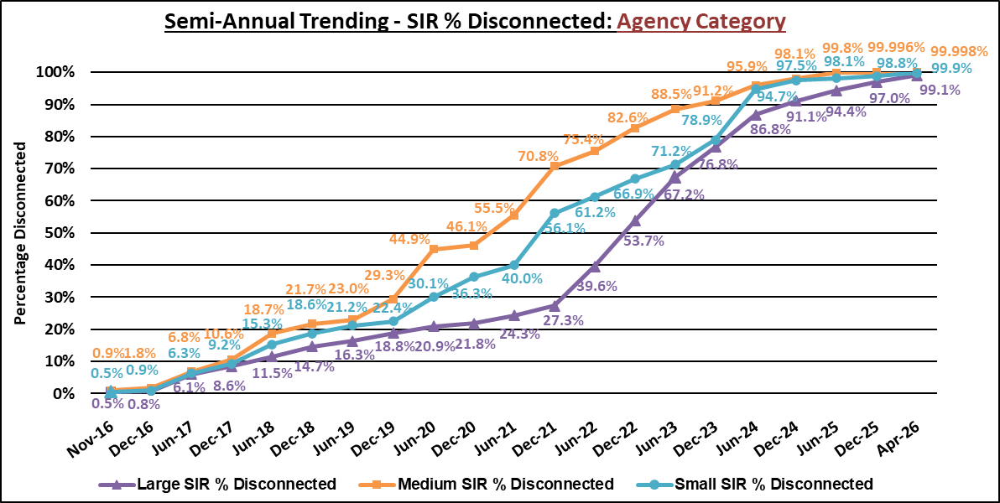 Semi-Annual Trending - SIR % Disconnected: Agency Category
Percentage Disconnected
100%
90%
80%
70%
60%
50%
40%
30%
20%
10%
0%
0.9% 1.8% 6.8% 10.6% 18.7% 21.7% 23.0% 29.3% 44.9% 46.1% 55.5% 70.8% 75.4% 82.6% 88.5% 91.2% 95.9% 98.1% 99.8% 99.996% 99.998%
0.5% 0.9% 6.3% 9.2% 15.3% 18.6% 21.2% 22.4% 30.1% 36.3% 40.0% 56.1% 61.2% 66.9% 71.2% 78.9% 94.7% 97.5% 98.1% 98.8% 99.9%
0.5% 0.8% 6.1% 8.6% 11.5% 14.7% 16.3% 18.8% 20.9% 21.8% 24.3% 27.3% 39.6% 53.7% 67.2% 76.8% 86.8% 91.1% 94.4% 97.0% 99.1%
Nov-16 Dec-16 Jun-17 Dec-17 Jun-18 Dec-18 Jun-19 Dec-19 Jun-20 Dec-20 Jun-21 Dec-21 Jun-22 Dec-22 Jun-23 Dec-23 Jun-24 Dec-24 Jun-25 Dec-25 Apr-26
Large SIR % Disconnected Medium SIR % Disconnected Small SIR % Disconnected